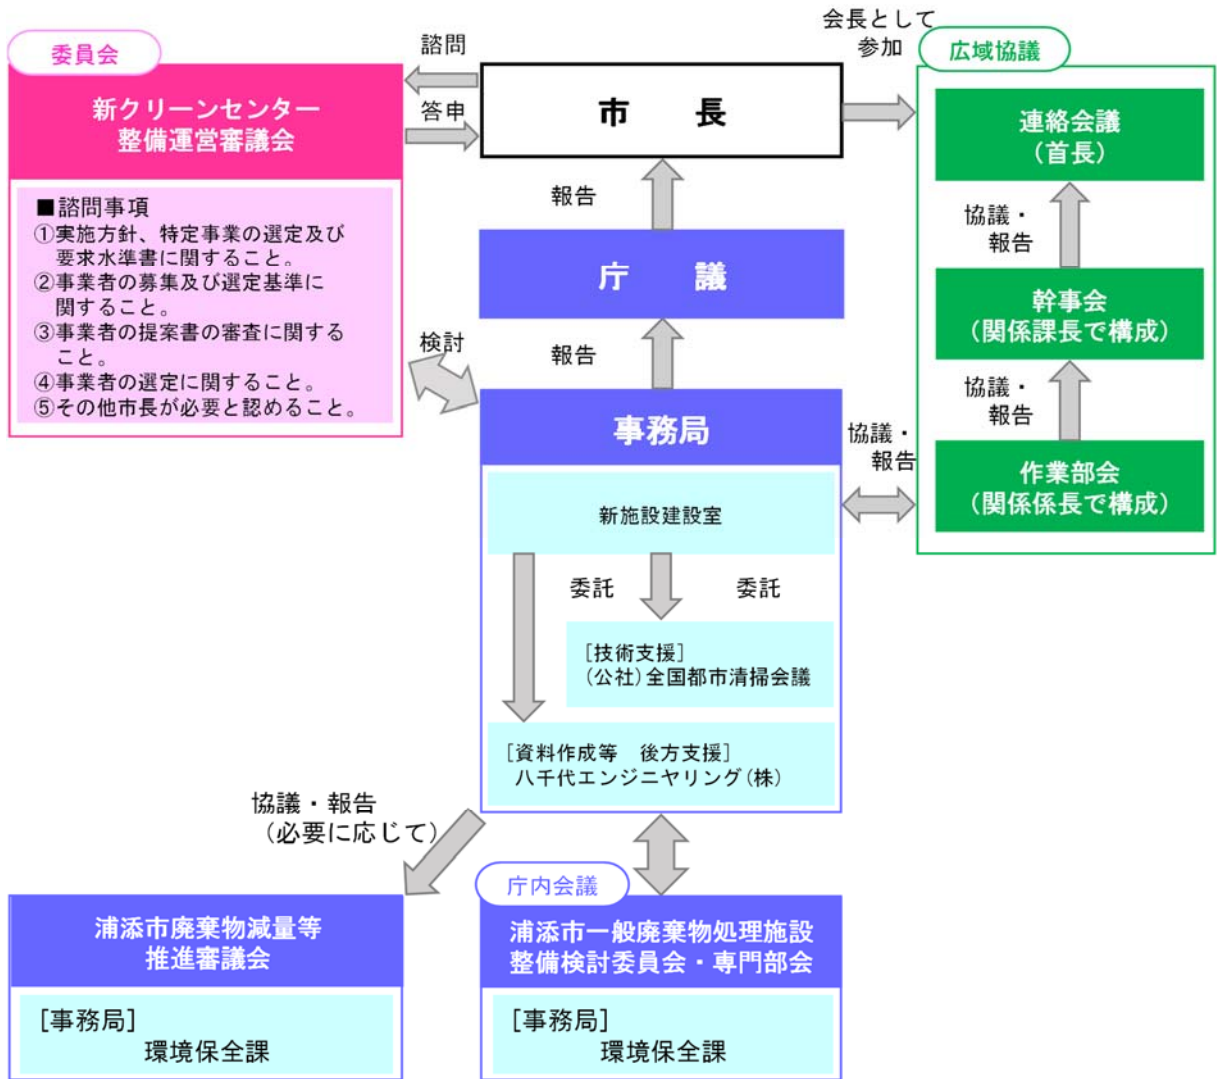 委員会
新クリーンセンター
整備運営審議会
■諮問事項
①実施方針、特定事業の選定及び
要求水準書に関すること。
②事業者の募集及び選定基準に
関すること。
③事業者の提案書の審査に関する
こと。
④事業者の選定に関すること。
⑤その他市長が必要と認めること。
諮問
答申
検討
市　長
報告
庁　議
報告
事務局
新施設建設室
委託
委託
[技術支援]
(公社)全国都市清掃会議
[資料作成等　後方支援]
八千代エンジニヤリング(株)
会長として
参加
広域協議
連絡会議
(首長)
協議・
報告
幹事会
(関係課長で構成)
協議・
報告
作業部会
(関係係長で構成)
協議・
報告
協議・報告
(必要に応じて)
浦添市廃棄物減量等
推進審議会
[事務局]
環境保全課
庁内会議
浦添市一般廃棄物処理施設
整備検討委員会・専門部会
[事務局]
環境保全課